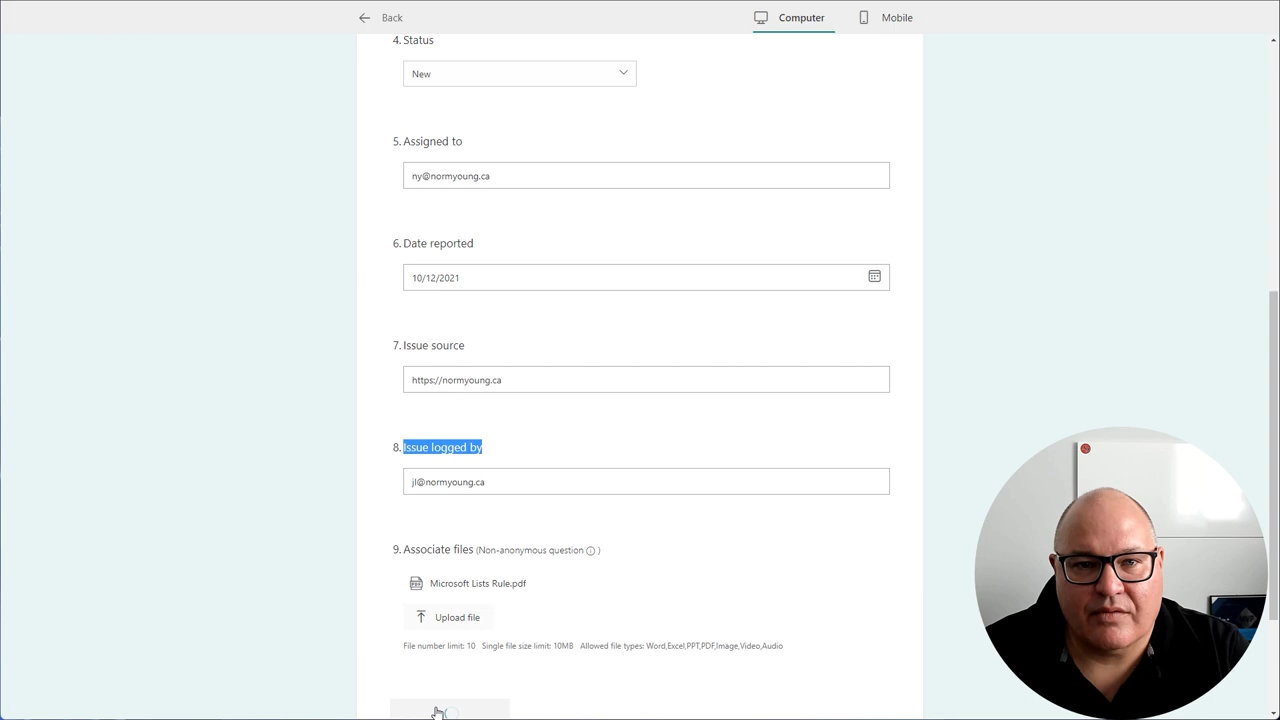 Back
Computer
Mobile
4. Status
New
5. Assigned to
ny@normyoung.ca
6. Date reported
10/12/2021
7. Issue source
https://normyoung.ca
8. Issue logged by
jl@normyoung.ca
9. Associate files (Non-anonymous question )
Microsoft Lists Rule.pdf
Upload file
File number limit: 10 Single file size limit: 10MB Allowed file types: Word,Excel,PPT,PDF,Image,Video,Audio